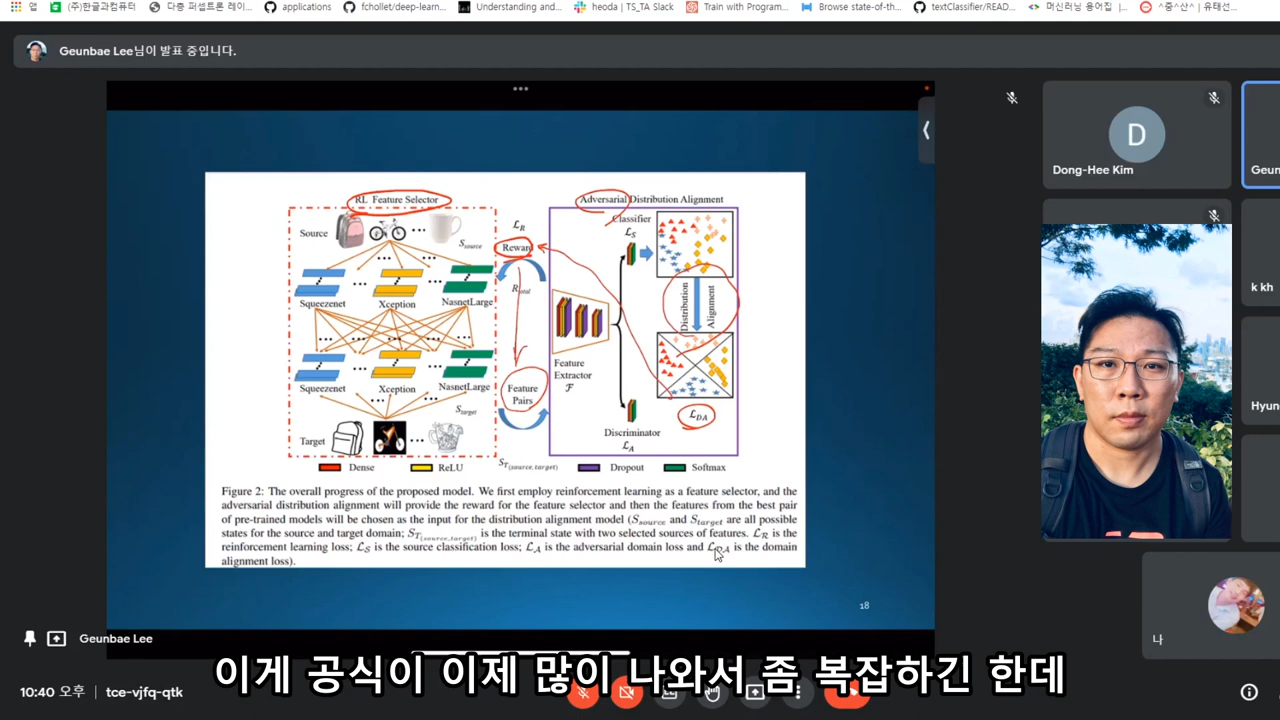 앱
(주)한글과컴퓨터
다층 퍼셉트론 레이...
applications
fchollet/deep-learn...
Understanding and...
heoda | TS_TA Slack
Train with Program...
Browse state-of-th...
textClassifier/READ...
머신러닝 용어집 |...
^중^산^ | 유태선...
Geunbae Lee님이 발표 중입니다.
RL Feature Selector
Source
S_source
Squeezenet
Xception
NasnetLarge
Squeezenet
Xception
NasnetLarge
S_target
Target
ℒ_R
Reward
Feature
Pairs
S_T(source,target)
Adversarial Distribution Alignment
Classifier
ℒ_S
Distribution
Alignment
Feature
Extractor
ℱ
ℒ_DA
Discriminator
ℒ_A
Dense
ReLU
Dropout
Softmax
Figure 2: The overall progress of the proposed model. We first employ reinforcement learning as a feature selector, and the
adversarial distribution alignment will provide the reward for the feature selector and then the features from the best pair
of pre-trained models will be chosen as the input for the distribution alignment model (S_source and S_target are all possible
states for the source and target domain; S_T(source,target) is the terminal state with two selected sources of features. ℒ_R is the
reinforcement learning loss; ℒ_S is the source classification loss; ℒ_A is the adversarial domain loss and ℒ_DA is the domain
alignment loss).
18
D
Dong-Hee Kim
Geun
k kh
Hyun
나
Geunbae Lee
이게 공식이 이제 많이 나와서 좀 복잡하긴 한데
10:40 오후
tce-vjfq-qtk